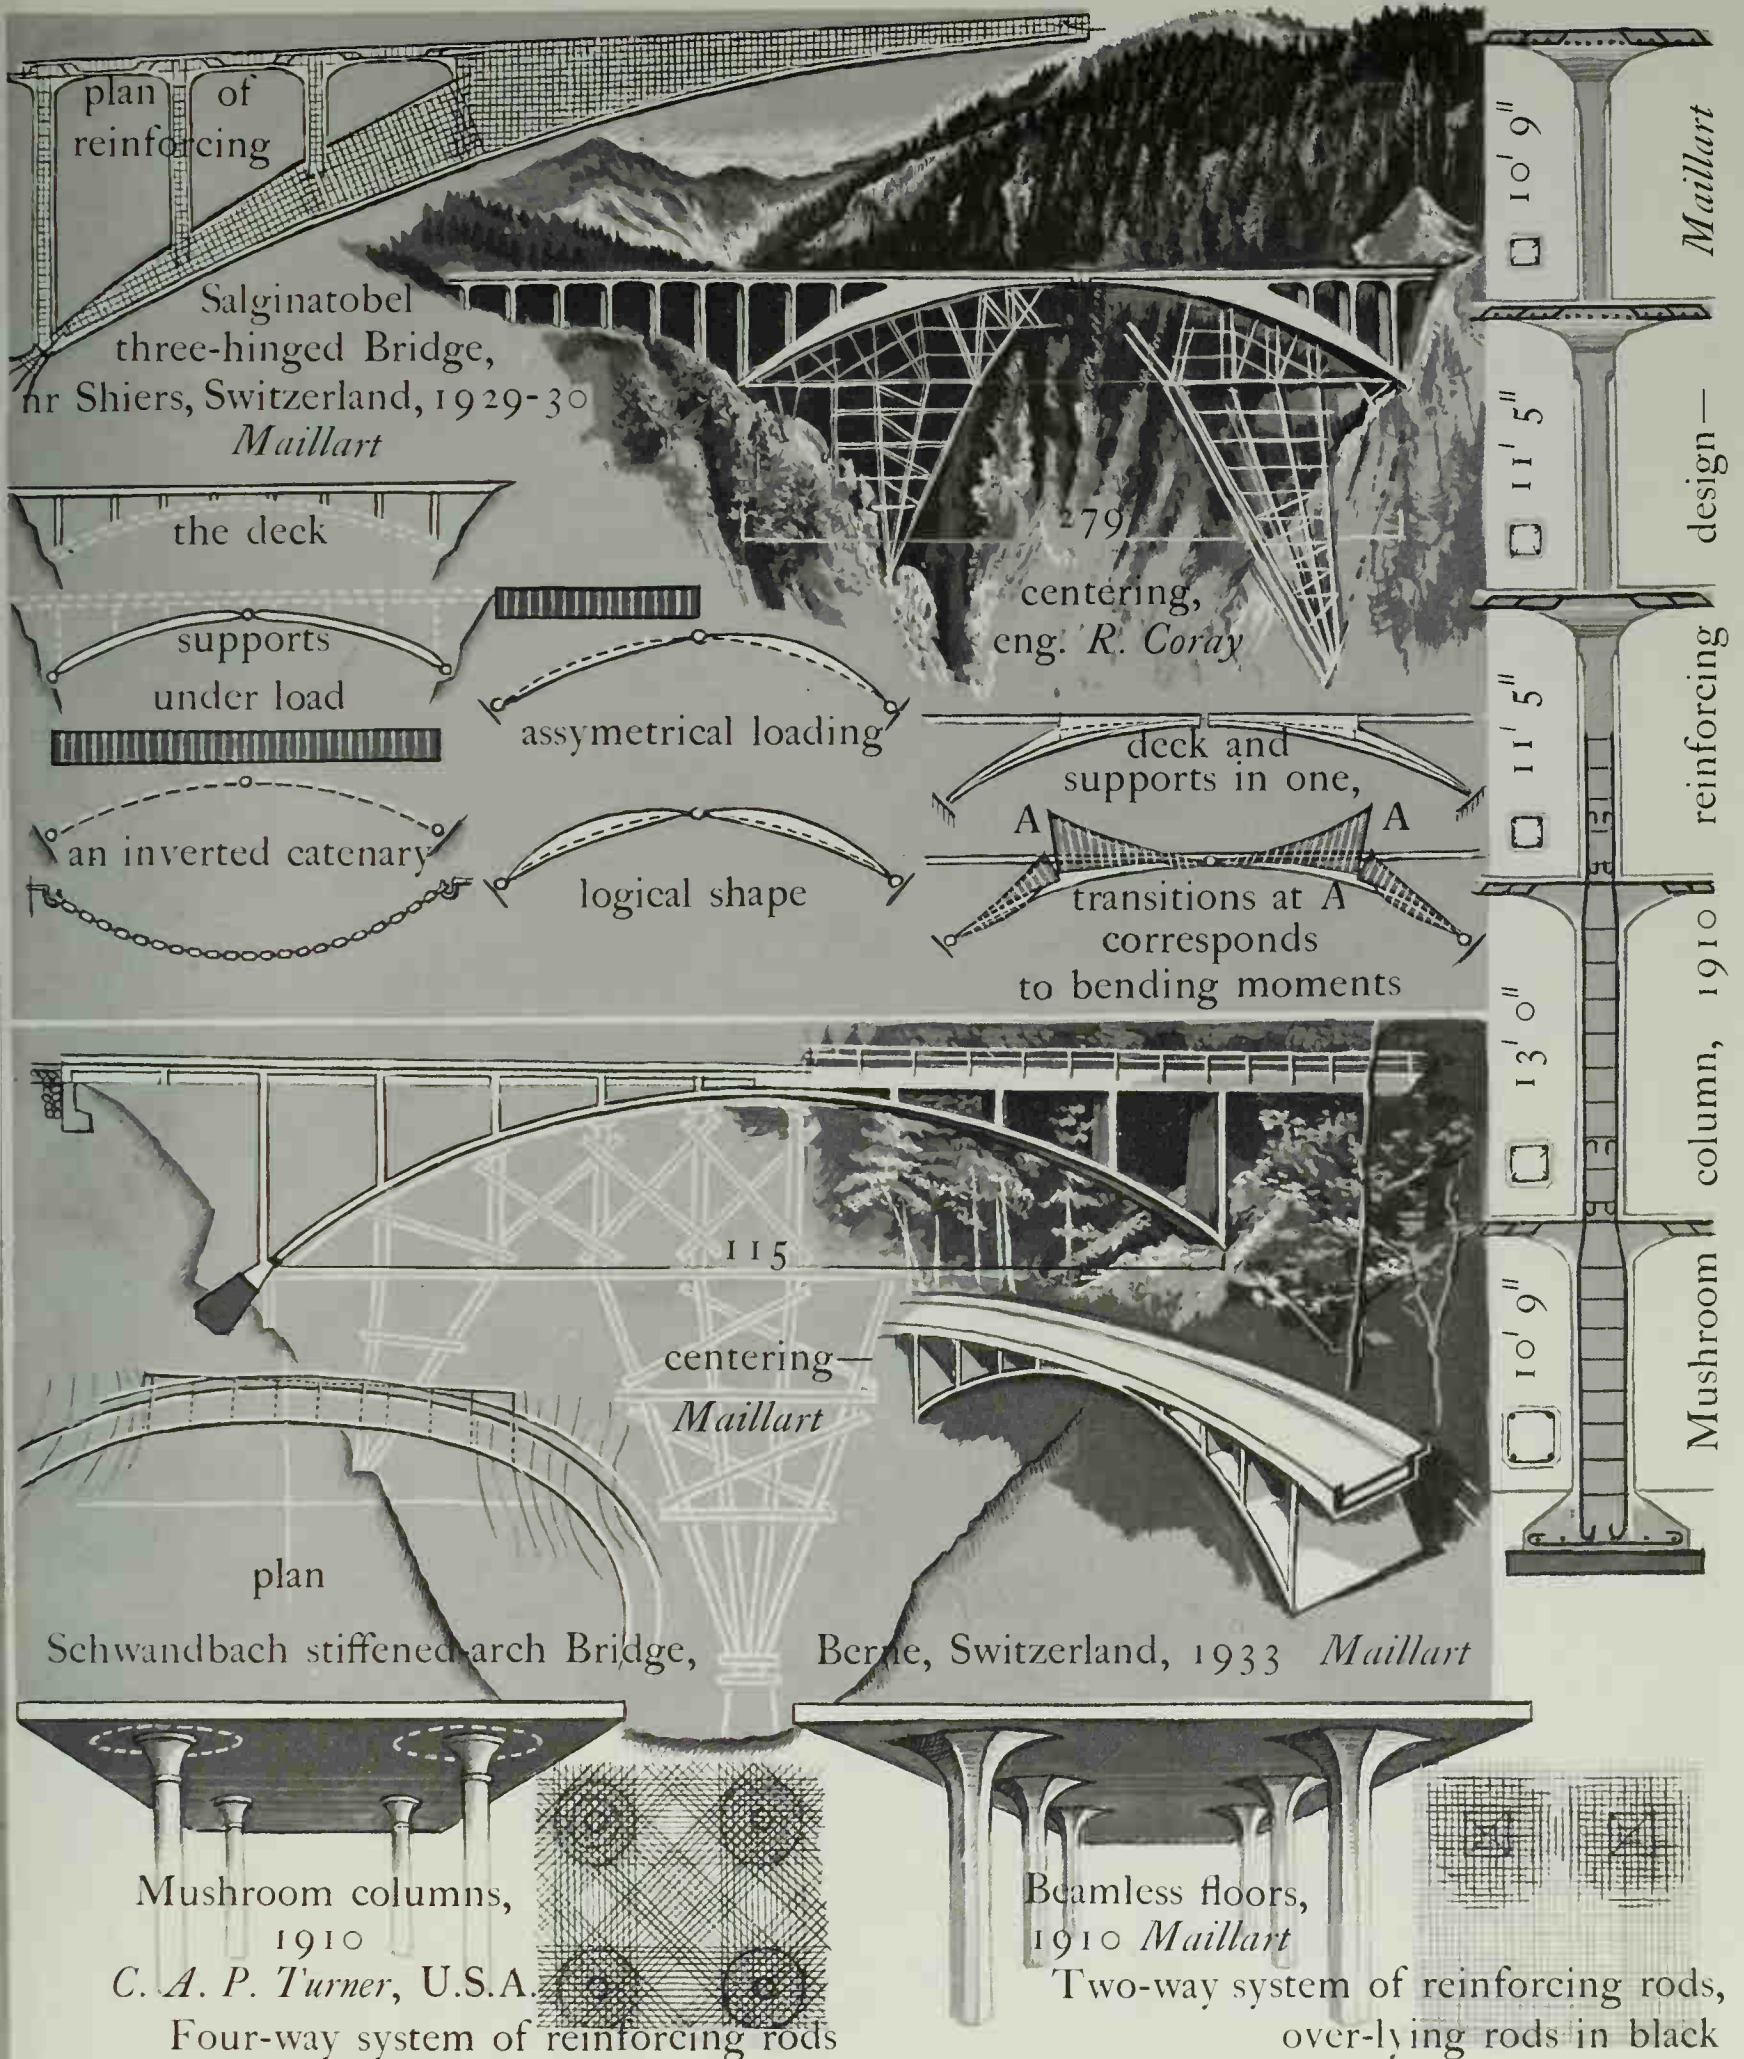 plan of
reinforcing
Salginatobel
three-hinged Bridge,
nr Shiers, Switzerland, 1929-30
Maillart
279
centering,
eng. R. Coray
the deck
supports
under load
an inverted catenary
assymetrical loading
logical shape
deck and
supports in one,
A
A
transitions at A
corresponds
to bending moments
115
centering—
Maillart
plan
Schwandbach stiffened arch Bridge,
Berne, Switzerland, 1933 Maillart
10' 9"
11' 5"
11' 5"
13' 0"
10' 9"
Mushroom column, 1910 reinforcing design— Maillart
Mushroom columns,
1910
C. A. P. Turner, U.S.A.
Four-way system of reinforcing rods
Beamless floors,
1910 Maillart
Two-way system of reinforcing rods,
over-lying rods in black